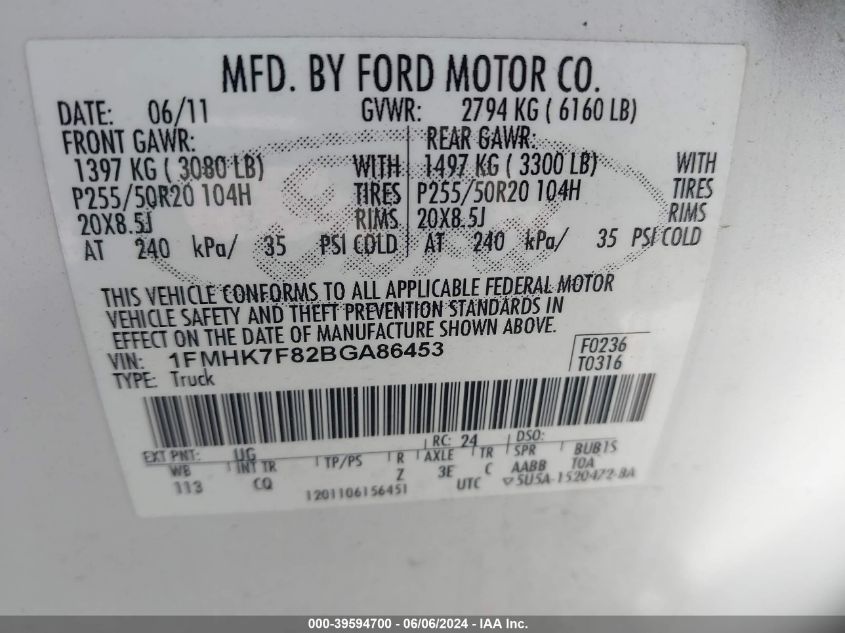 MFD. BY FORD MOTOR CO.
DATE: 06/11 GVWR: 2794 KG ( 6160 LB)
FRONT GAWR: REAR GAWR:
1397 KG ( 3080 LB) WITH 1497 KG ( 3300 LB) WITH
P255/50R20 104H TIRES P255/50R20 104H TIRES
20X8.5J RIMS 20X8.5J RIMS
AT 240 kPa/ 35 PSI COLD AT 240 kPa/ 35 PSI COLD
THIS VEHICLE CONFORMS TO ALL APPLICABLE FEDERAL MOTOR
VEHICLE SAFETY AND THEFT PREVENTION STANDARDS IN
EFFECT ON THE DATE OF MANUFACTURE SHOWN ABOVE.
VIN: 1FMHK7F82BGA86453 F0236
TYPE: Truck T0316
EXT PNT: UG RC: 24 DSO:
WB INT TR TP/PS R AXLE TR SPR BUB1S
113 CQ Z 3E C AABB TOA
1201106156451 UTC 5U5A-1520472-BA
000-39594700 - 06/06/2024 - IAA Inc.